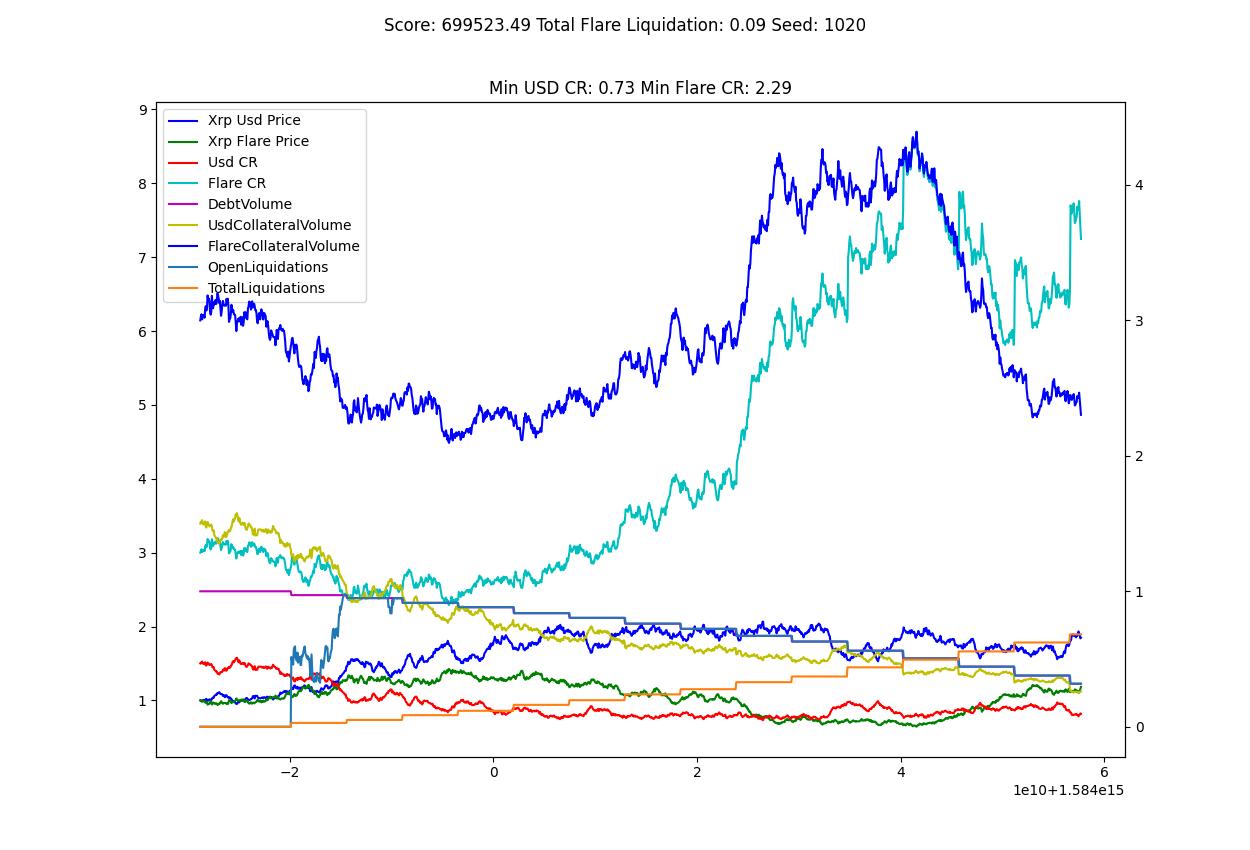 Score: 699523.49 Total Flare Liquidation: 0.09 Seed: 1020
Min USD CR: 0.73 Min Flare CR: 2.29
Xrp Usd Price
Xrp Flare Price
Usd CR
Flare CR
DebtVolume
UsdCollateralVolume
FlareCollateralVolume
OpenLiquidations
TotalLiquidations
9
8
7
6
5
4
3
2
1
4
3
2
1
0
−2
0
2
4
6
1e10+1.584e15